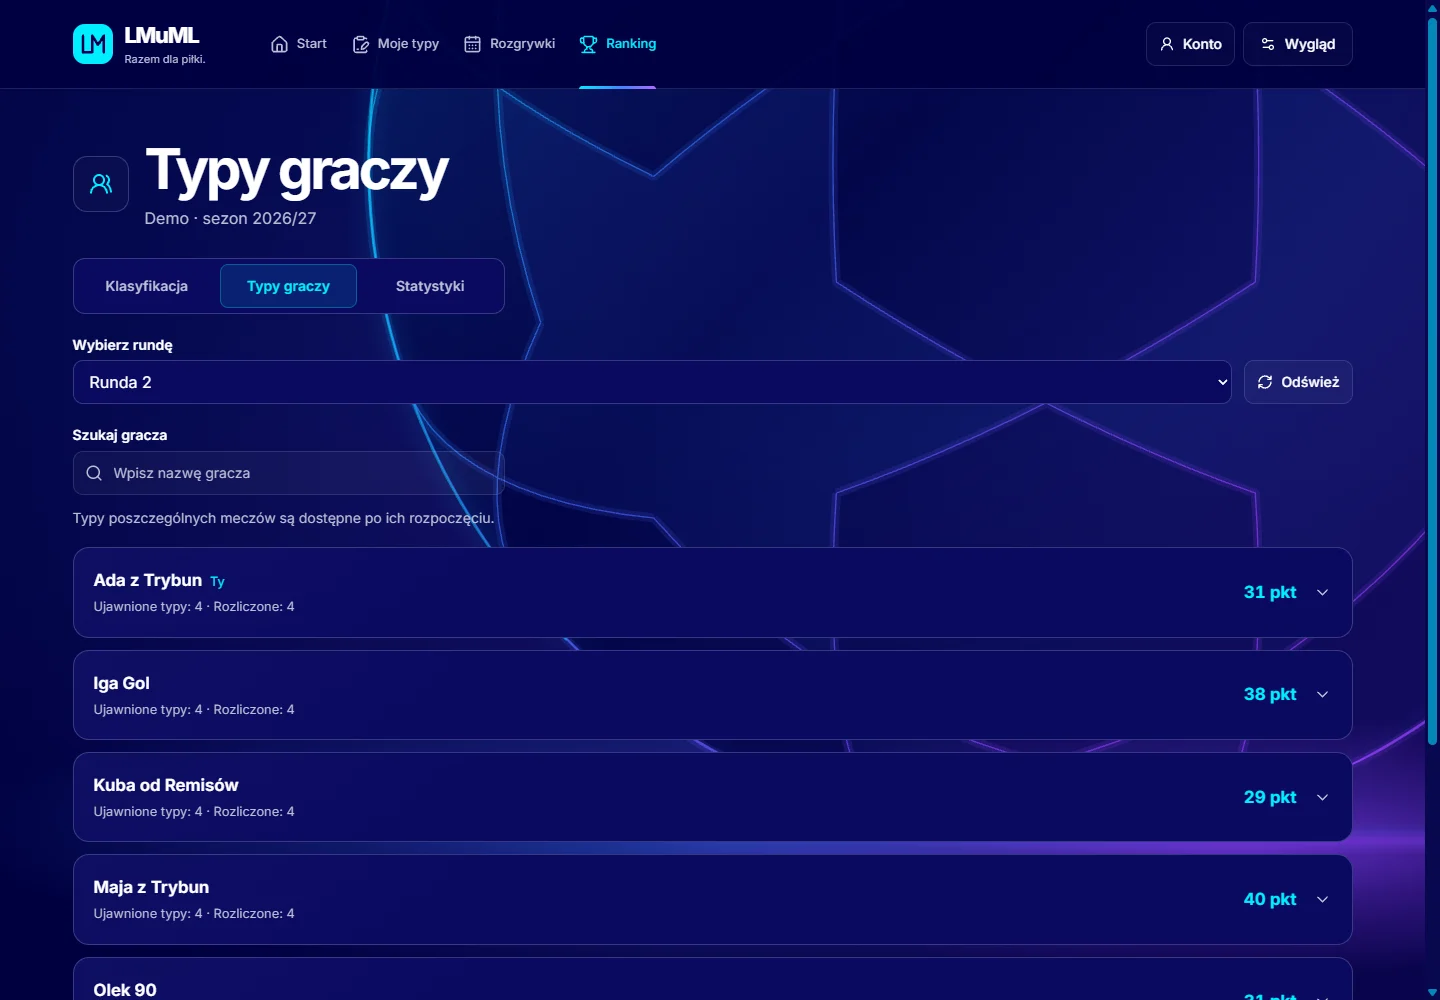 LM
LMuML
Razem dla piłki.
Start
Moje typy
Rozgrywki
Ranking
Konto
Wygląd
Typy graczy
Demo · sezon 2026/27
Klasyfikacja
Typy graczy
Statystyki
Wybierz rundę
Runda 2
Odśwież
Szukaj gracza
Wpisz nazwę gracza
Typy poszczególnych meczów są dostępne po ich rozpoczęciu.
Ada z Trybun Ty
Ujawnione typy: 4 · Rozliczone: 4
31 pkt
Iga Gol
Ujawnione typy: 4 · Rozliczone: 4
38 pkt
Kuba od Remisów
Ujawnione typy: 4 · Rozliczone: 4
29 pkt
Maja z Trybun
Ujawnione typy: 4 · Rozliczone: 4
40 pkt
Olek 90